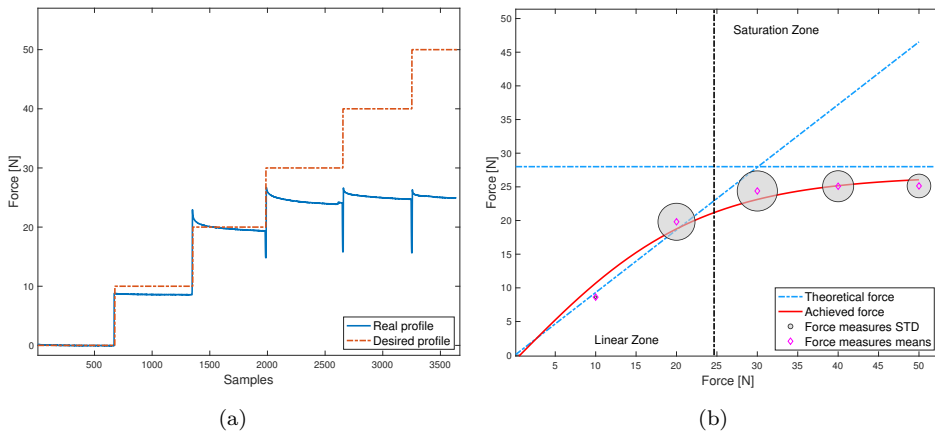 50
40
30
20
10
0
Force [N]
0
500
1000
1500
2000
2500
3000
3500
Samples
Real profile
Desired profile
(a)
50
45
40
35
30
25
20
15
10
5
0
Force [N]
Saturation Zone
Linear Zone
5
10
15
20
25
30
35
40
45
50
Force [N]
Theoretical force
Achieved force
Force measures STD
Force measures means
(b)